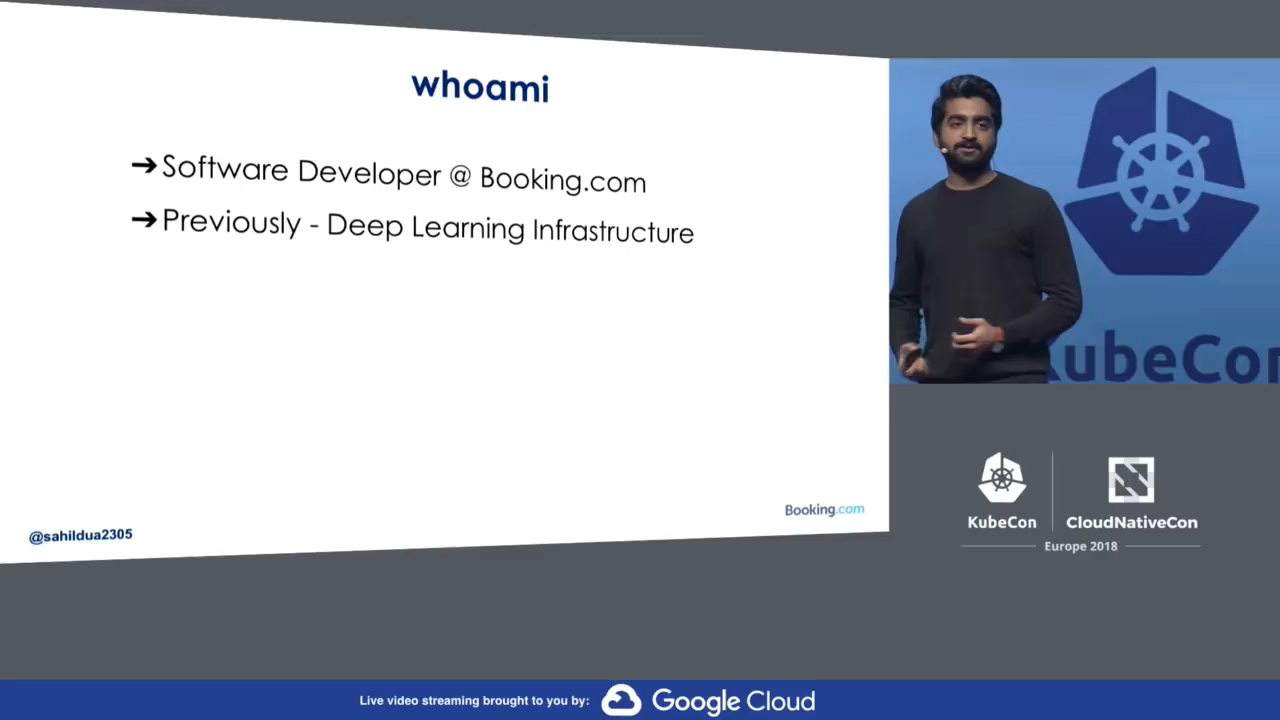 whoami
➔Software Developer @ Booking.com
➔Previously - Deep Learning Infrastructure
@sahildua2305
Booking.com
KubeCon
KubeCon
CloudNativeCon
Europe 2018
Live video streaming brought to you by:
Google Cloud